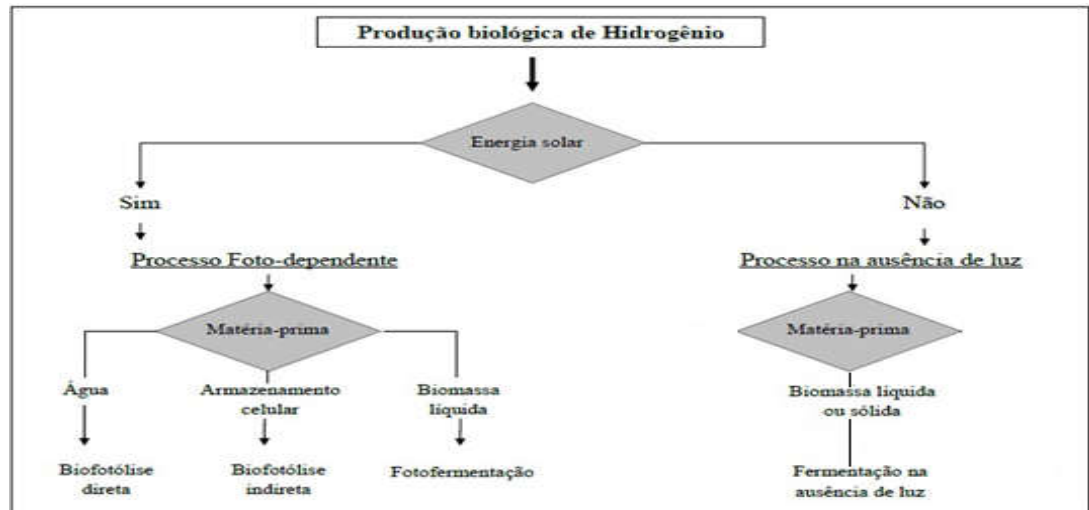 Produção biológica de Hidrogênio
Energia solar
Sim
Não
Processo Foto-dependente
Processo na ausência de luz
Matéria-prima
Matéria-prima
Água
Armazenamento
celular
Biomassa
líquida
Biomassa líquida
ou sólida
Biofotólise
direta
Biofotólise
indireta
Fotofermentação
Fermentação na
ausência de luz